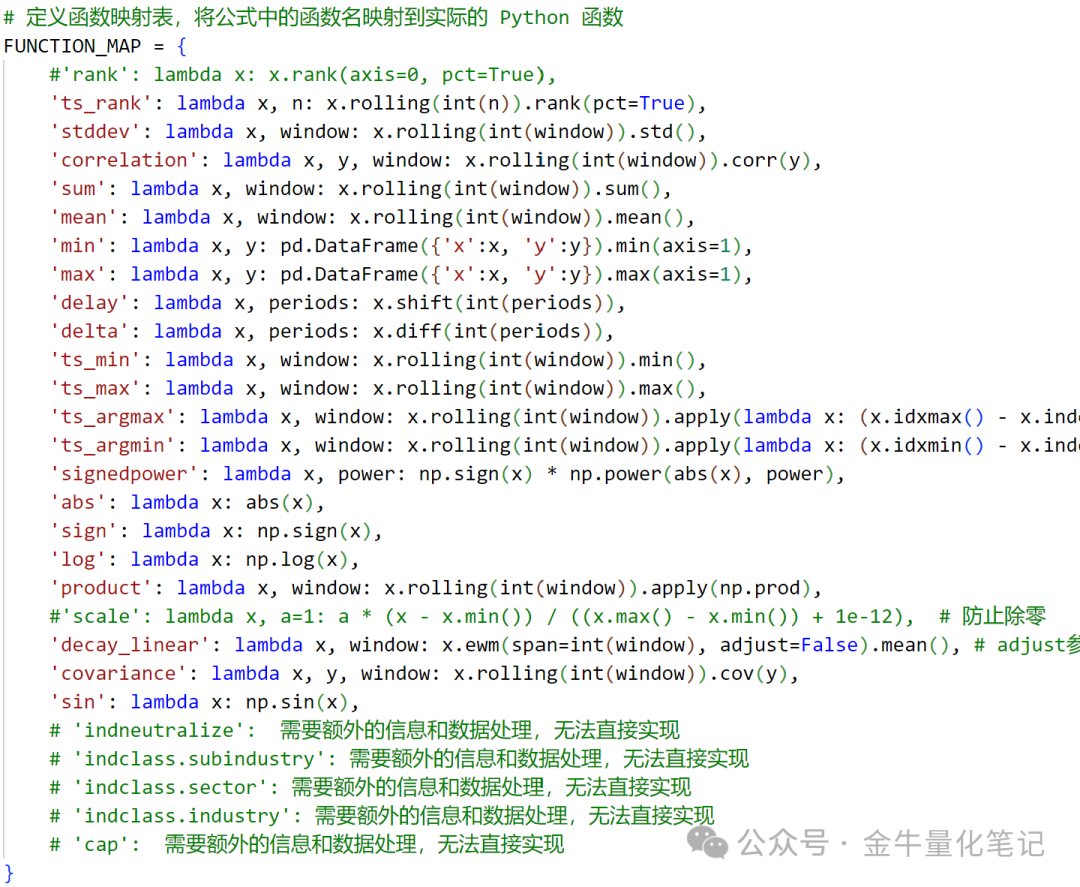 # 定义函数映射表，将公式中的函数名映射到实际的 Python 函数
FUNCTION_MAP = {
    #'rank': lambda x: x.rank(axis=0, pct=True),
    'ts_rank': lambda x, n: x.rolling(int(n)).rank(pct=True),
    'stddev': lambda x, window: x.rolling(int(window)).std(),
    'correlation': lambda x, y, window: x.rolling(int(window)).corr(y),
    'sum': lambda x, window: x.rolling(int(window)).sum(),
    'mean': lambda x, window: x.rolling(int(window)).mean(),
    'min': lambda x, y: pd.DataFrame({'x':x, 'y':y}).min(axis=1),
    'max': lambda x, y: pd.DataFrame({'x':x, 'y':y}).max(axis=1),
    'delay': lambda x, periods: x.shift(int(periods)),
    'delta': lambda x, periods: x.diff(int(periods)),
    'ts_min': lambda x, window: x.rolling(int(window)).min(),
    'ts_max': lambda x, window: x.rolling(int(window)).max(),
    'ts_argmax': lambda x, window: x.rolling(int(window)).apply(lambda x: (x.idxmax() - x.ind
    'ts_argmin': lambda x, window: x.rolling(int(window)).apply(lambda x: (x.idxmin() - x.ind
    'signedpower': lambda x, power: np.sign(x) * np.power(abs(x), power),
    'abs': lambda x: abs(x),
    'sign': lambda x: np.sign(x),
    'log': lambda x: np.log(x),
    'product': lambda x, window: x.rolling(int(window)).apply(np.prod),
    #'scale': lambda x, a=1: a * (x - x.min()) / ((x.max() - x.min()) + 1e-12),  # 防止除零
    'decay_linear': lambda x, window: x.ewm(span=int(window), adjust=False).mean(), # adjust参
    'covariance': lambda x, y, window: x.rolling(int(window)).cov(y),
    'sin': lambda x: np.sin(x),
    # 'indneutralize':  需要额外的信息和数据处理，无法直接实现
    # 'indclass.subindustry': 需要额外的信息和数据处理，无法直接实现
    # 'indclass.sector': 需要额外的信息和数据处理，无法直接实现
    # 'indclass.industry': 需要额外的信息和数据处理，无法直接实现
    # 'cap':  需要额外的信息和数据处理，无法直接实现
}
公众号 · 金牛量化笔记